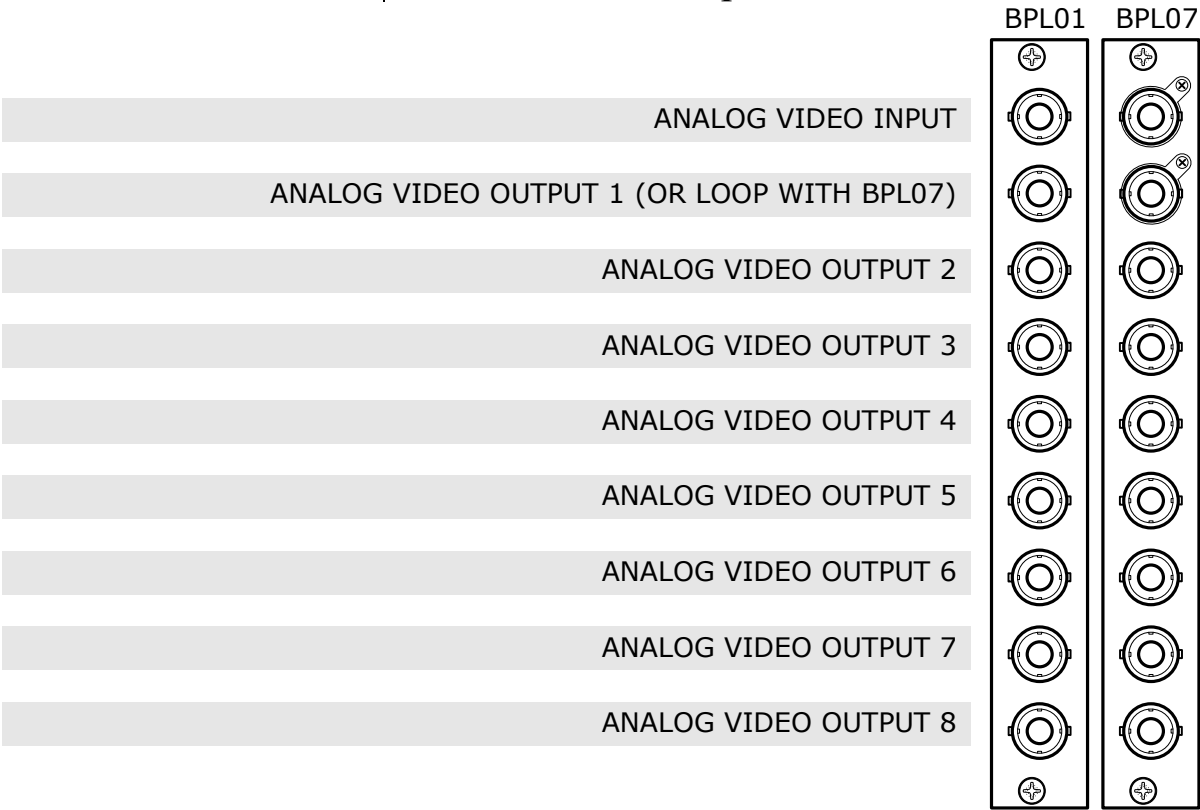 BPL01 BPL07
ANALOG VIDEO INPUT
ANALOG VIDEO OUTPUT 1 (OR LOOP WITH BPL07)
ANALOG VIDEO OUTPUT 2
ANALOG VIDEO OUTPUT 3
ANALOG VIDEO OUTPUT 4
ANALOG VIDEO OUTPUT 5
ANALOG VIDEO OUTPUT 6
ANALOG VIDEO OUTPUT 7
ANALOG VIDEO OUTPUT 8